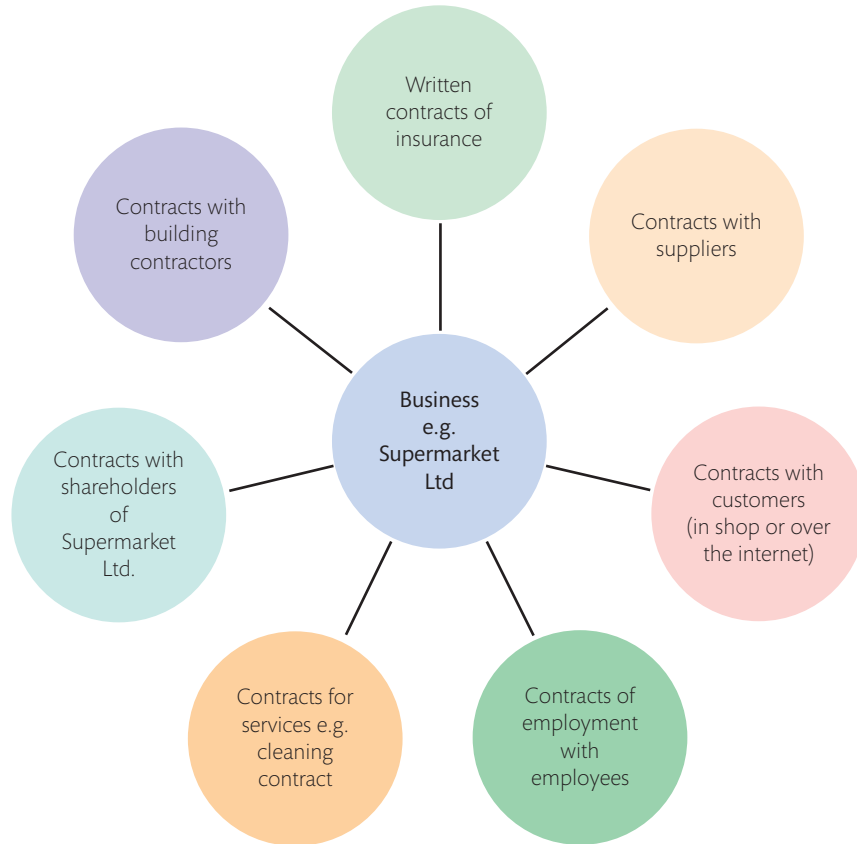 Written
contracts of
insurance
Contracts with
building
contractors
Contracts with
suppliers
Business
e.g.
Supermarket
Ltd
Contracts with
shareholders
of
Supermarket
Ltd.
Contracts with
customers
(in shop or over
the internet)
Contracts for
services e.g.
cleaning
contract
Contracts of
employment
with
employees